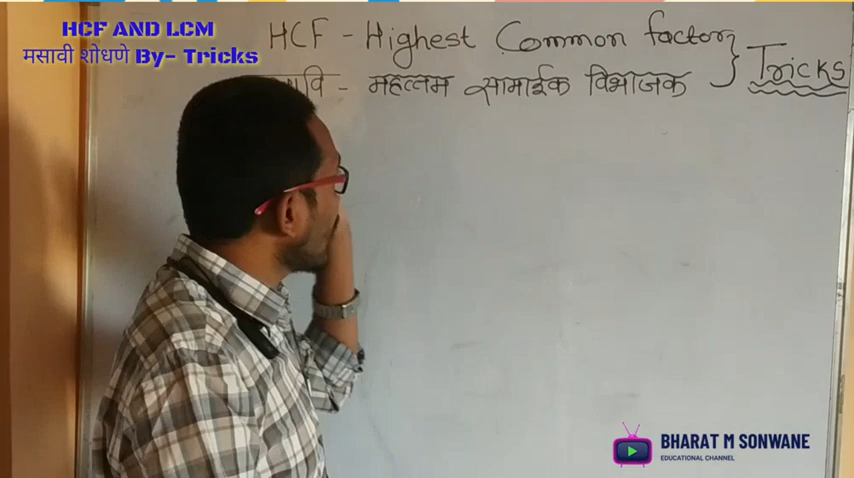 HCF AND LCM
मसावी शोधणे By- Tricks
HCF - Highest Common factor
- महत्तम सामाईक विभाजक
Tricks
BHARAT M SONWANE
EDUCATIONAL CHANNEL